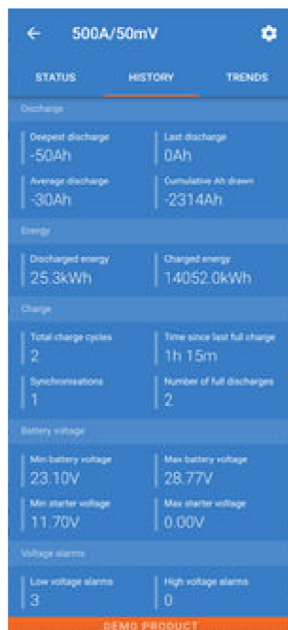 500A/50mV
STATUS HISTORY TRENDS
Discharge
Deepest discharge Last discharge
-50Ah 0Ah
Average discharge Cumulative Ah drawn
-30Ah -2314Ah
Energy
Discharged energy Charged energy
25.3kWh 14052.0kWh
Charge
Total charge cycles Time since last full charge
2 1h 15m
Synchronisations Number of full discharges
1 2
Battery voltage
Min battery voltage Max battery voltage
23.10V 28.77V
Min starter voltage Max starter voltage
11.70V 0.00V
Voltage alarms
Low voltage alarms High voltage alarms
3 0
DEMO PRODUCT